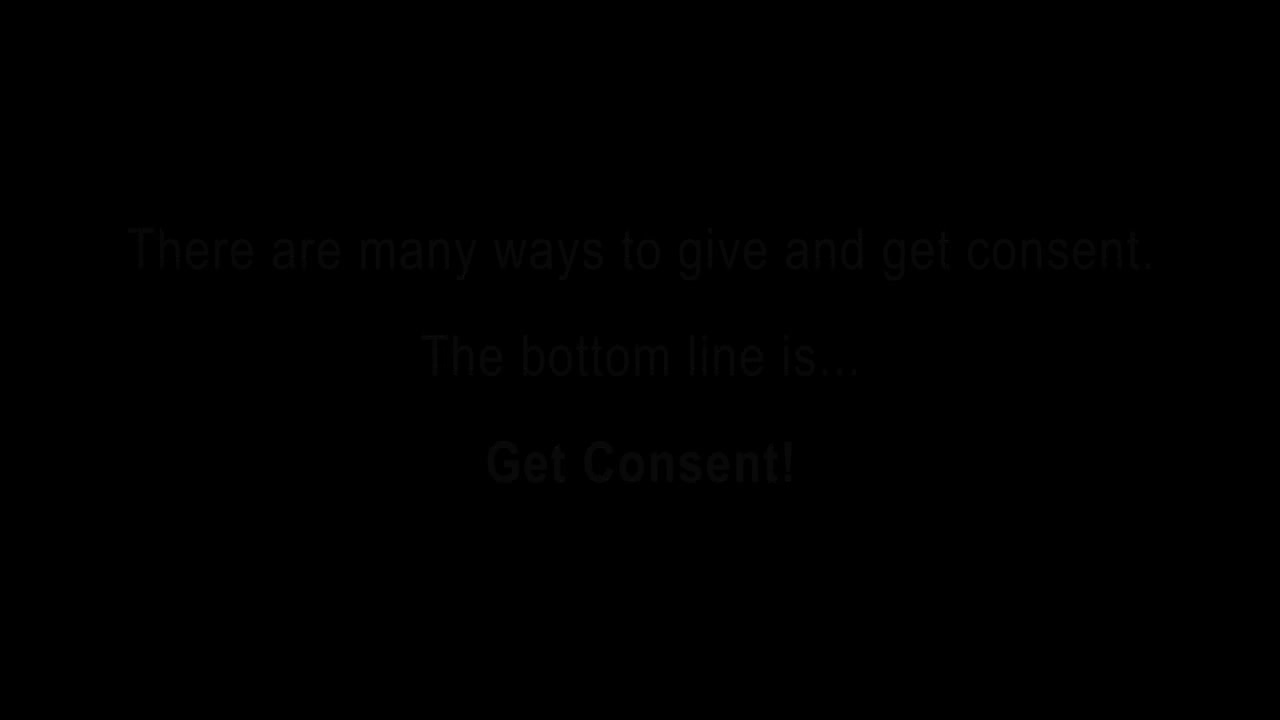 There are many ways to give and get consent.
The bottom line is...
Get Consent!